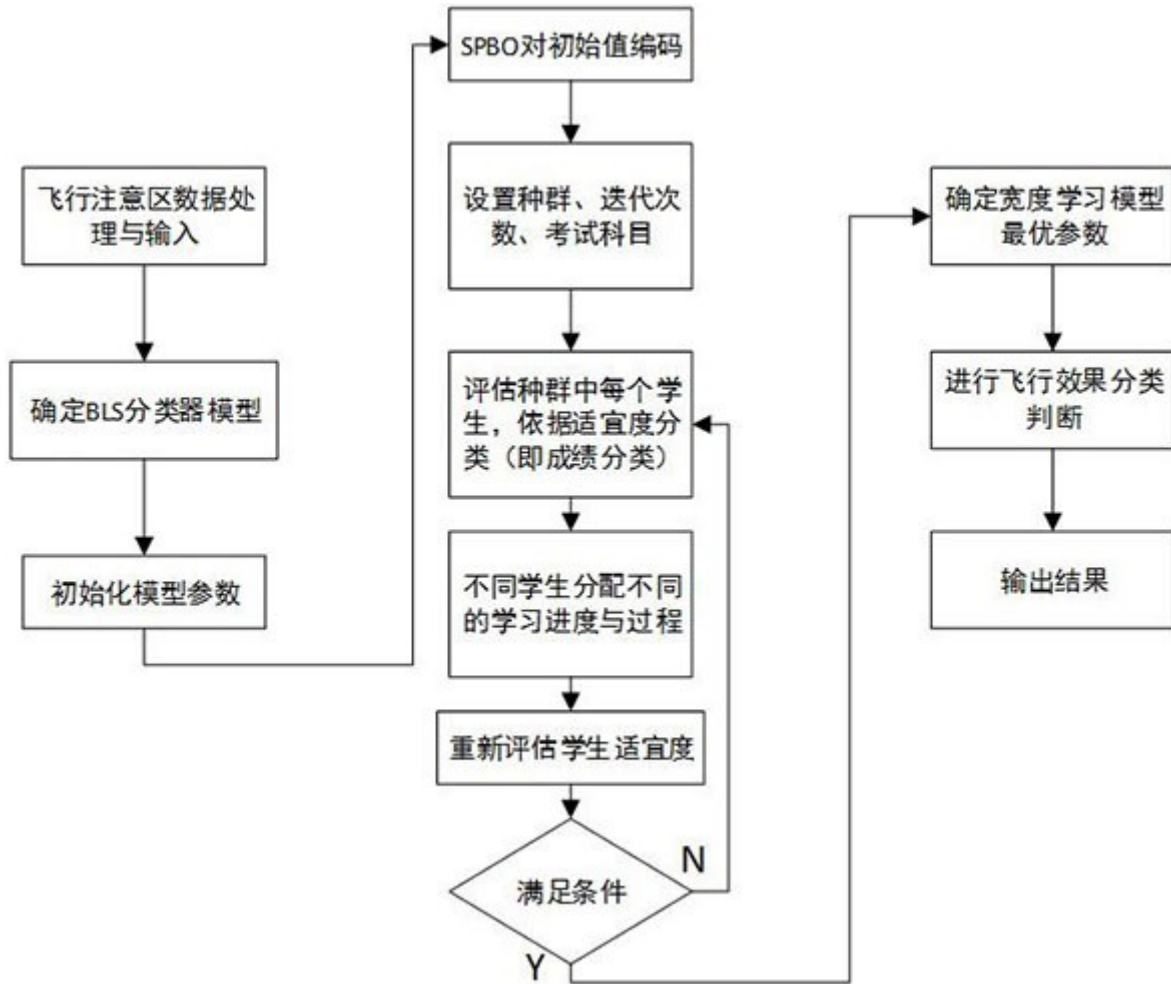 飞行注意区数据处
理与输入
确定BLS分类器模型
初始化模型参数
SPBO对初始值编码
设置种群、迭代次
数、考试科目
评估种群中每个学
生，依据适宜度分
类（即成绩分类）
不同学生分配不同
的学习进度与过程
重新评估学生适宜度
满足条件
N
Y
确定宽度学习模型
最优参数
进行飞行效果分类
判断
输出结果